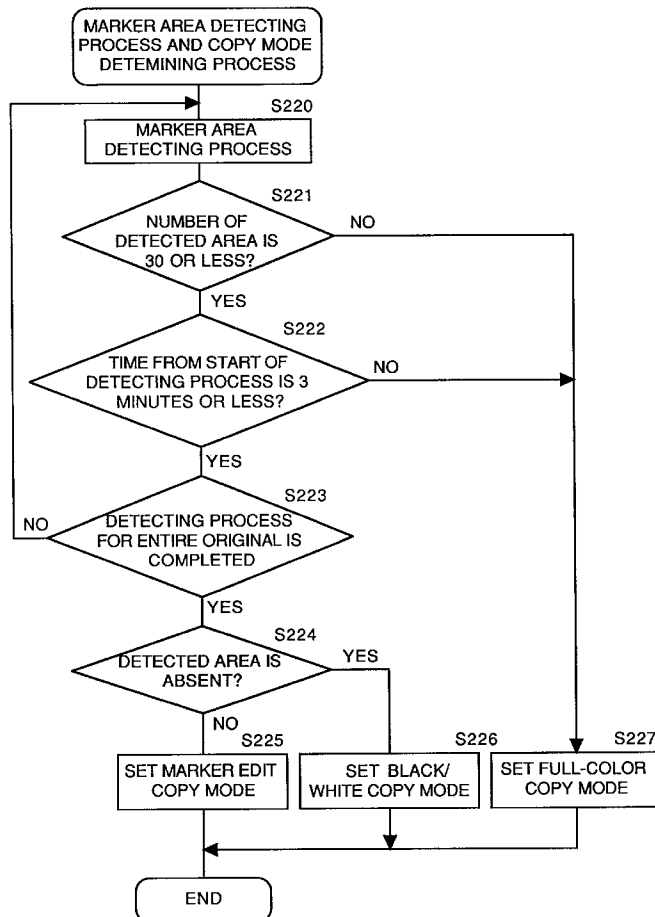 MARKER AREA DETECTING
PROCESS AND COPY MODE
DETEMINING PROCESS
S220
MARKER AREA
DETECTING PROCESS
S221
NUMBER OF
DETECTED AREA IS
30 OR LESS?
NO
YES
S222
TIME FROM START OF
DETECTING PROCESS IS 3
MINUTES OR LESS?
NO
YES
S223
DETECTING PROCESS
FOR ENTIRE ORIGINAL IS
COMPLETED
NO
YES
S224
DETECTED AREA IS
ABSENT?
YES
NO
S225
SET MARKER EDIT
COPY MODE
S226
SET BLACK/
WHITE COPY MODE
S227
SET FULL-COLOR
COPY MODE
END